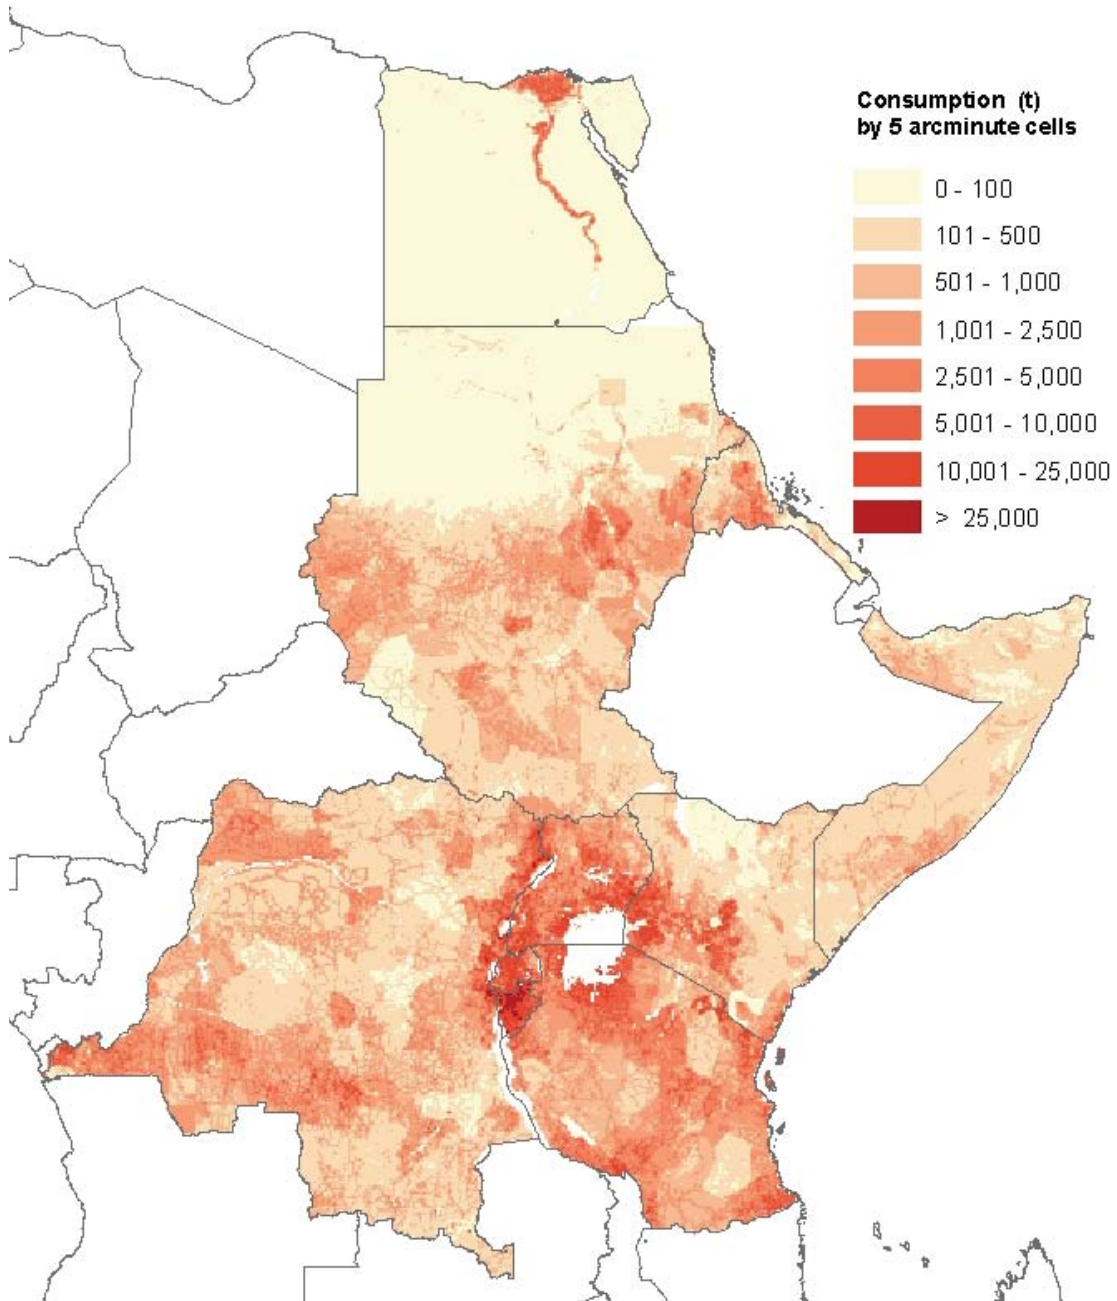 Consumption (t)
by 5 arcminute cells
0 - 100
101 - 500
501 - 1,000
1,001 - 2,500
2,501 - 5,000
5,001 - 10,000
10,001 - 25,000
> 25,000